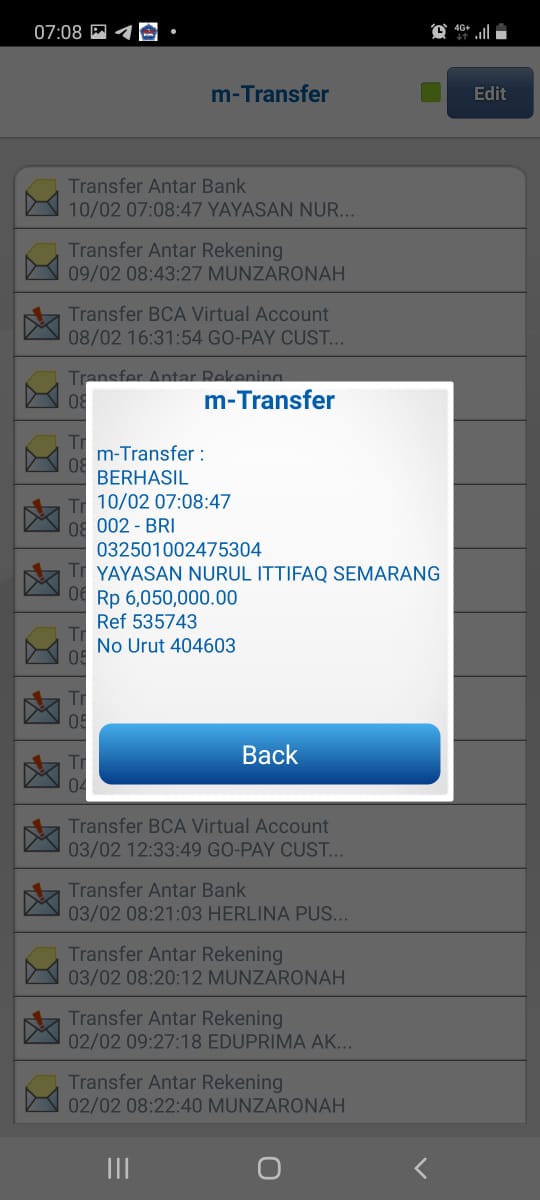 07:08
4G+
m-Transfer
Edit
Transfer Antar Bank
10/02 07:08:47 YAYASAN NUR...
Transfer Antar Rekening
09/02 08:43:27 MUNZARONAH
Transfer BCA Virtual Account
08/02 16:31:54 GO-PAY CUST...
Transfer Antar Rekening
08
Tr
08
Tr
08
Tr
06
Tr
05
Tr
05
Tr
04
m-Transfer
m-Transfer :
BERHASIL
10/02 07:08:47
002 - BRI
032501002475304
YAYASAN NURUL ITTIFAQ SEMARANG
Rp 6,050,000.00
Ref 535743
No Urut 404603
Back
Transfer BCA Virtual Account
03/02 12:33:49 GO-PAY CUST...
Transfer Antar Bank
03/02 08:21:03 HERLINA PUS...
Transfer Antar Rekening
03/02 08:20:12 MUNZARONAH
Transfer Antar Rekening
02/02 09:27:18 EDUPRIMA AK...
Transfer Antar Rekening
02/02 08:22:40 MUNZARONAH